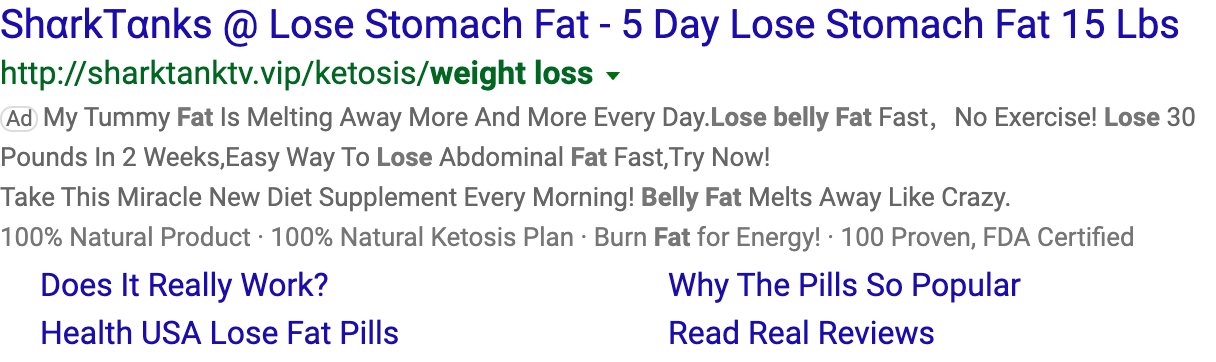 ShɑrkTɑnks @ Lose Stomach Fat - 5 Day Lose Stomach Fat 15 Lbs
http://sharktanktv.vip/ketosis/weight loss
Ad My Tummy Fat Is Melting Away More And More Every Day.Lose belly Fat Fast， No Exercise! Lose 30
Pounds In 2 Weeks,Easy Way To Lose Abdominal Fat Fast,Try Now!
Take This Miracle New Diet Supplement Every Morning! Belly Fat Melts Away Like Crazy.
100% Natural Product · 100% Natural Ketosis Plan · Burn Fat for Energy! · 100 Proven, FDA Certified
Does It Really Work? Why The Pills So Popular
Health USA Lose Fat Pills Read Real Reviews